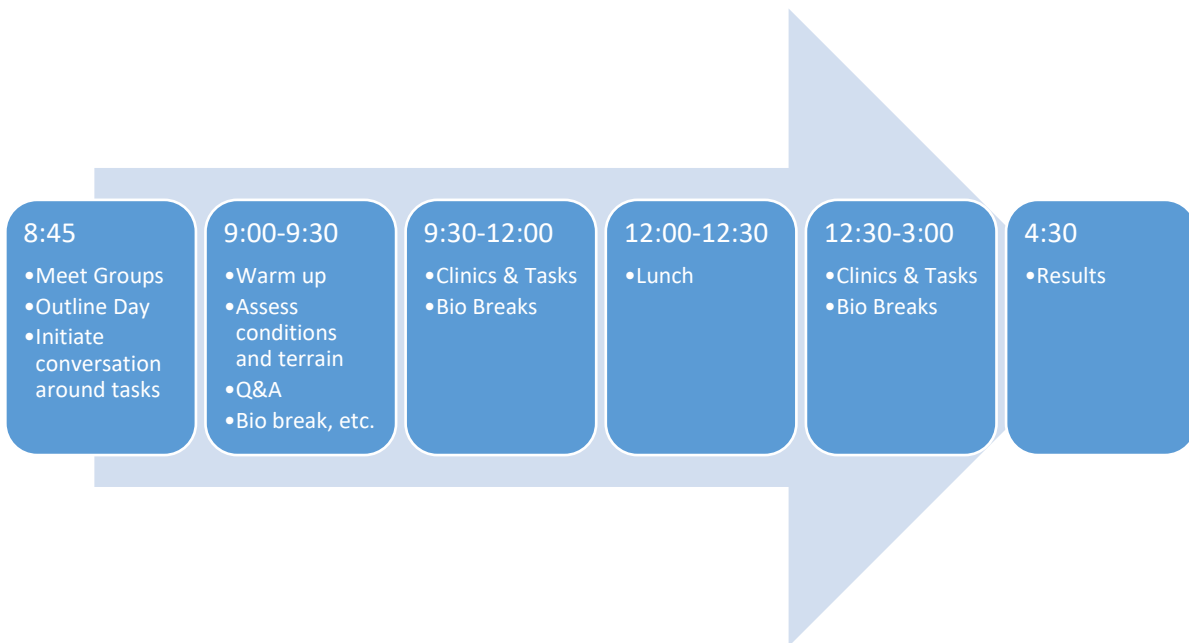 8:45
•Meet Groups
•Outline Day
•Initiate
conversation
around tasks
9:00-9:30
•Warm up
•Assess
conditions
and terrain
•Q&A
•Bio break, etc.
9:30-12:00
•Clinics & Tasks
•Bio Breaks
12:00-12:30
•Lunch
12:30-3:00
•Clinics & Tasks
•Bio Breaks
4:30
•Results